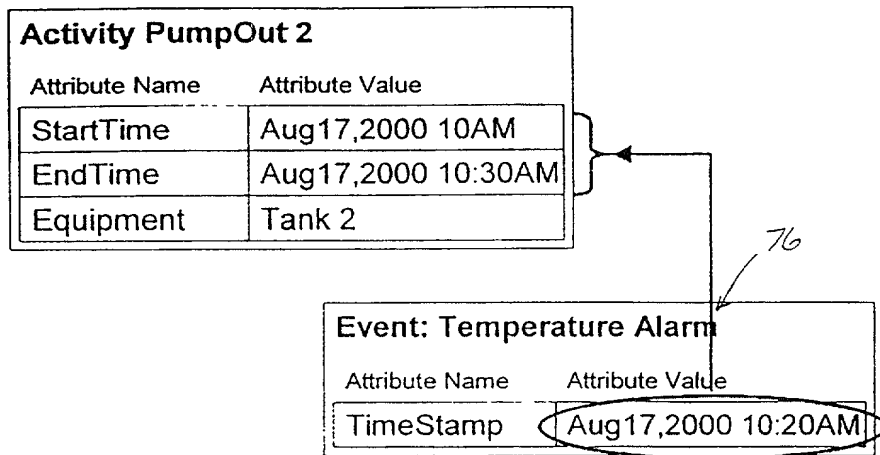 Activity PumpOut 2
Attribute Name Attribute Value
StartTime Aug17,2000 10AM
EndTime Aug17,2000 10:30AM
Equipment Tank 2
76
Event: Temperature Alarm
Attribute Name Attribute Value
TimeStamp Aug17,2000 10:20AM